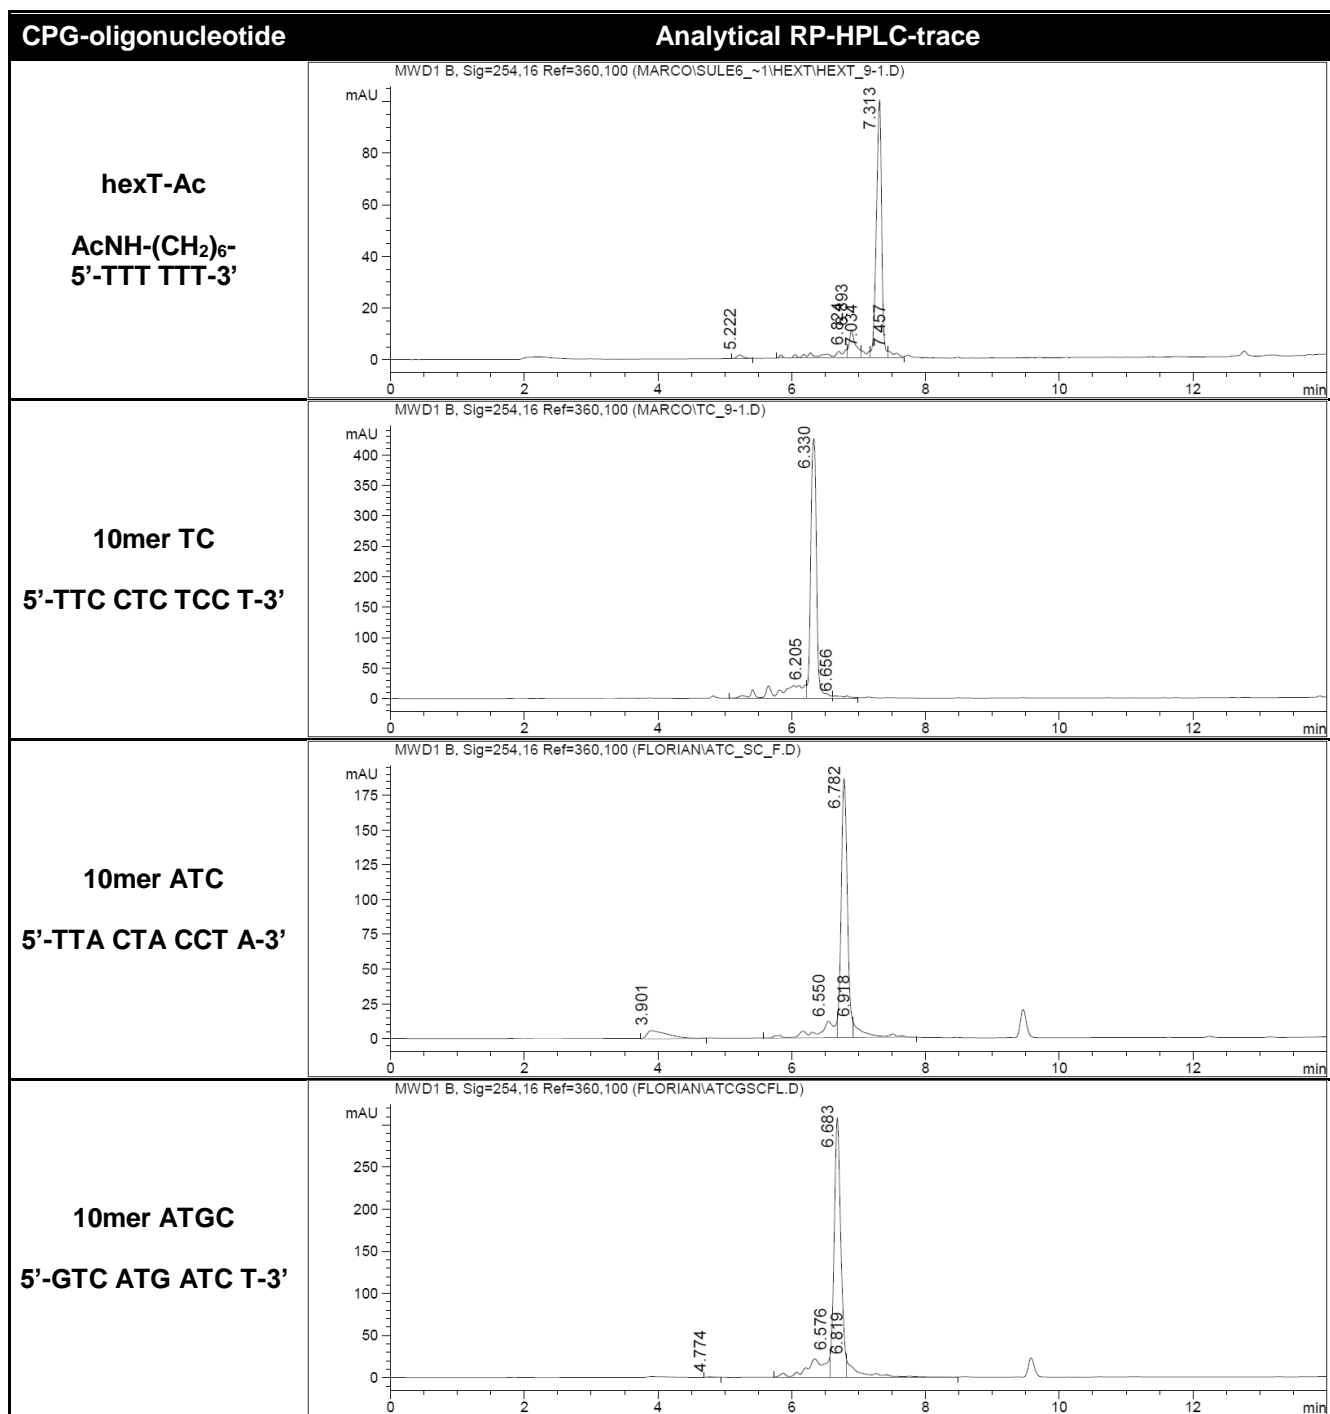 CPG-oligonucleotide Analytical RP-HPLC-trace
hexT-Ac
AcNH-(CH₂)₆-
5’-TTT TTT-3’
MWD1 B, Sig=254,16 Ref=360,100 (MARCO\SULE6_~1\HEXT\HEXT_9-1.D)
mAU
80
60
40
20
0
5.222
6.824
6.893
7.034
7.313
7.457
0 2 4 6 8 10 12 min
10mer TC
5’-TTC CTC TCC T-3’
MWD1 B, Sig=254,16 Ref=360,100 (MARCO\TC_9-1.D)
mAU
400
350
300
250
200
150
100
50
0
6.205
6.330
6.656
0 2 4 6 8 10 12 min
10mer ATC
5’-TTA CTA CCT A-3’
MWD1 B, Sig=254,16 Ref=360,100 (FLORIAN\ATC_SC_F.D)
mAU
175
150
125
100
75
50
25
0
3.901
6.550
6.782
6.918
0 2 4 6 8 10 12 min
10mer ATGC
5’-GTC ATG ATC T-3’
MWD1 B, Sig=254,16 Ref=360,100 (FLORIAN\ATCGSCFL.D)
mAU
250
200
150
100
50
0
4.774
6.576
6.683
6.819
0 2 4 6 8 10 12 min